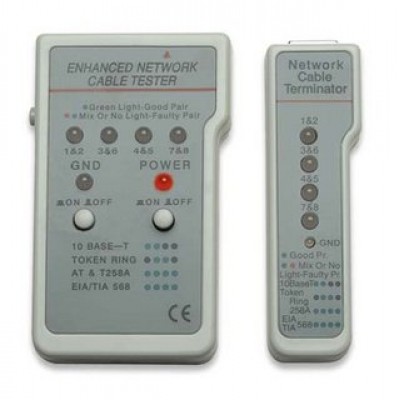 ENHANCED NETWORK
CABLE TESTER
Green Light-Good Pair
Mix Or No Light-Faulty Pair
1&2 3&6 4&5 7&8
GND POWER
ON OFF ON OFF
10 BASE-T
TOKEN RING
AT & T258A
EIA/TIA 568
CE
Network
Cable
Terminator
1&2
3&6
4&5
7&8
GND
Good Pr.
Mix Or No
Light-Faulty Pr
10BaseT
Token
Ring
258A
EIA
TIA 568